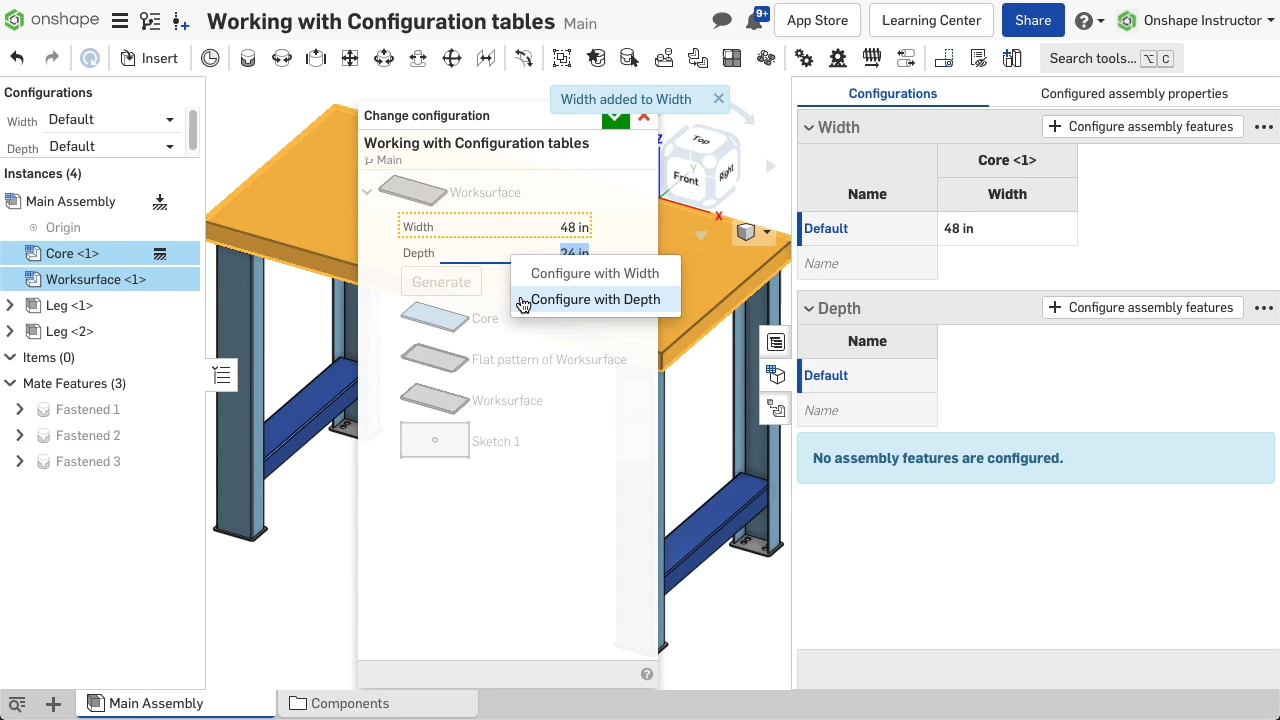 onshape
Working with Configuration tables Main
9+
App Store
Learning Center
Share
Onshape Instructor
Insert
Search tools... ⌥ C
Configurations
Width Default
Depth Default
Instances (4)
Main Assembly
Origin
Core <1>
Worksurface <1>
Leg <1>
Leg <2>
Items (0)
Mate Features (3)
Fastened 1
Fastened 2
Fastened 3
Width added to Width
Change configuration
Working with Configuration tables
Main
Worksurface
Width 48 in
Depth 24 in
Generate
Configure with Width
Configure with Depth
Core
Flat pattern of Worksurface
Worksurface
Sketch 1
Z
Top
Y
Front
Right
X
Configurations
Configured assembly properties
Width
Configure assembly features
Core <1>
Name Width
Default 48 in
Name
Depth
Configure assembly features
Name
Default
Name
No assembly features are configured.
Main Assembly
Components